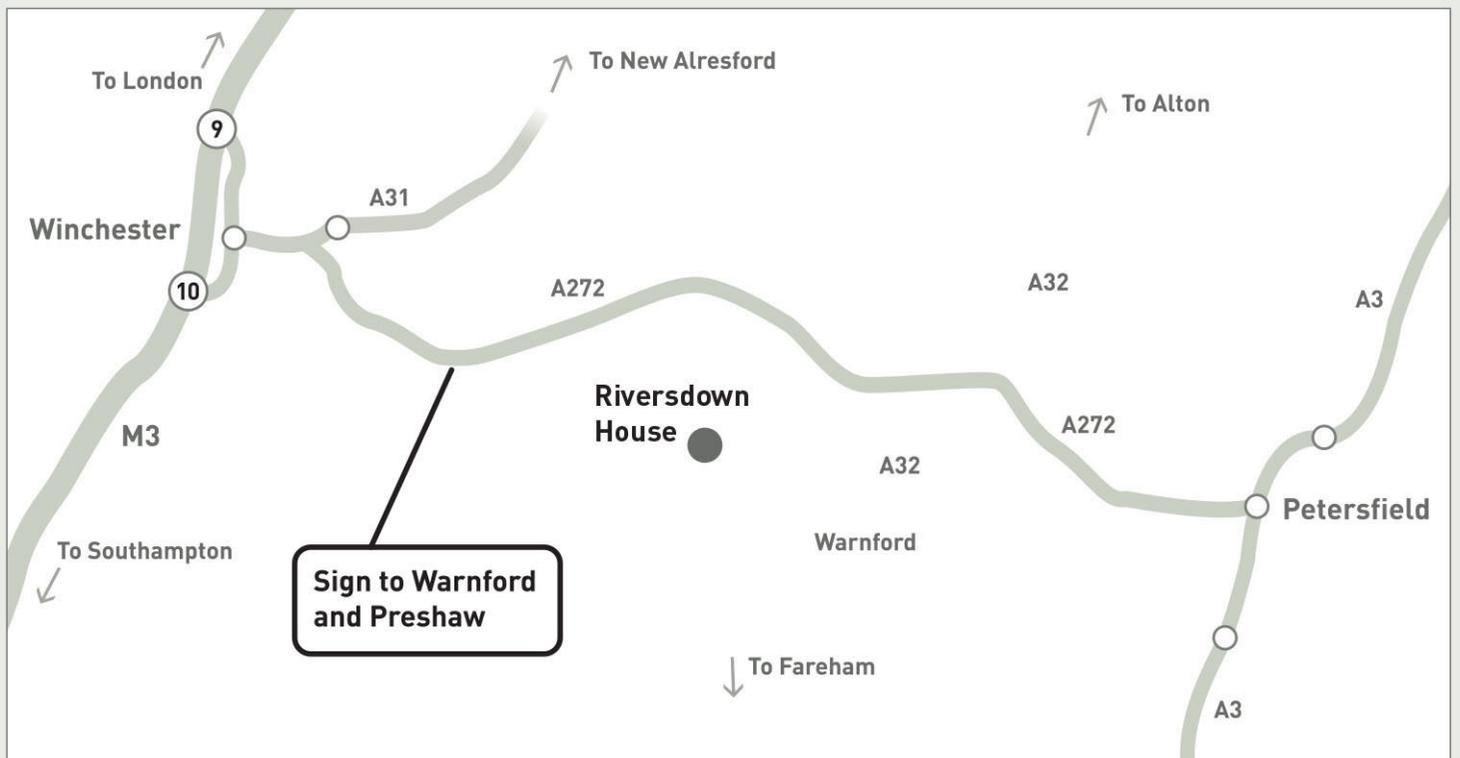 To London
To New Alresford
To Alton
9
A31
Winchester
10
A272
A32
A3
Riversdown
House
A272
M3
A32
Petersfield
Warnford
To Southampton
Sign to Warnford
and Preshaw
To Fareham
A3